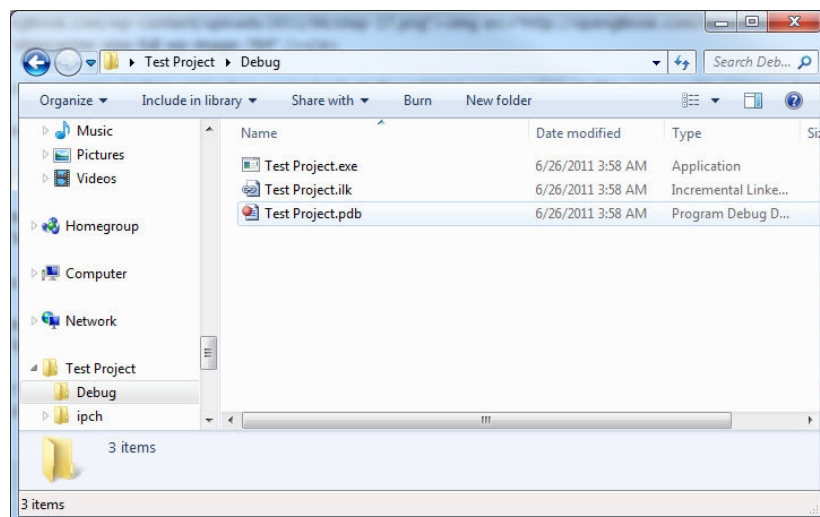 Test Project Debug
Search Deb...
Organize Include in library Share with Burn New folder
Name Date modified Type Si
Music
Pictures
Videos
Homegroup
Computer
Network
Test Project
Debug
ipch
Test Project.exe 6/26/2011 3:58 AM Application
Test Project.ilk 6/26/2011 3:58 AM Incremental Linke...
Test Project.pdb 6/26/2011 3:58 AM Program Debug D...
3 items
3 items